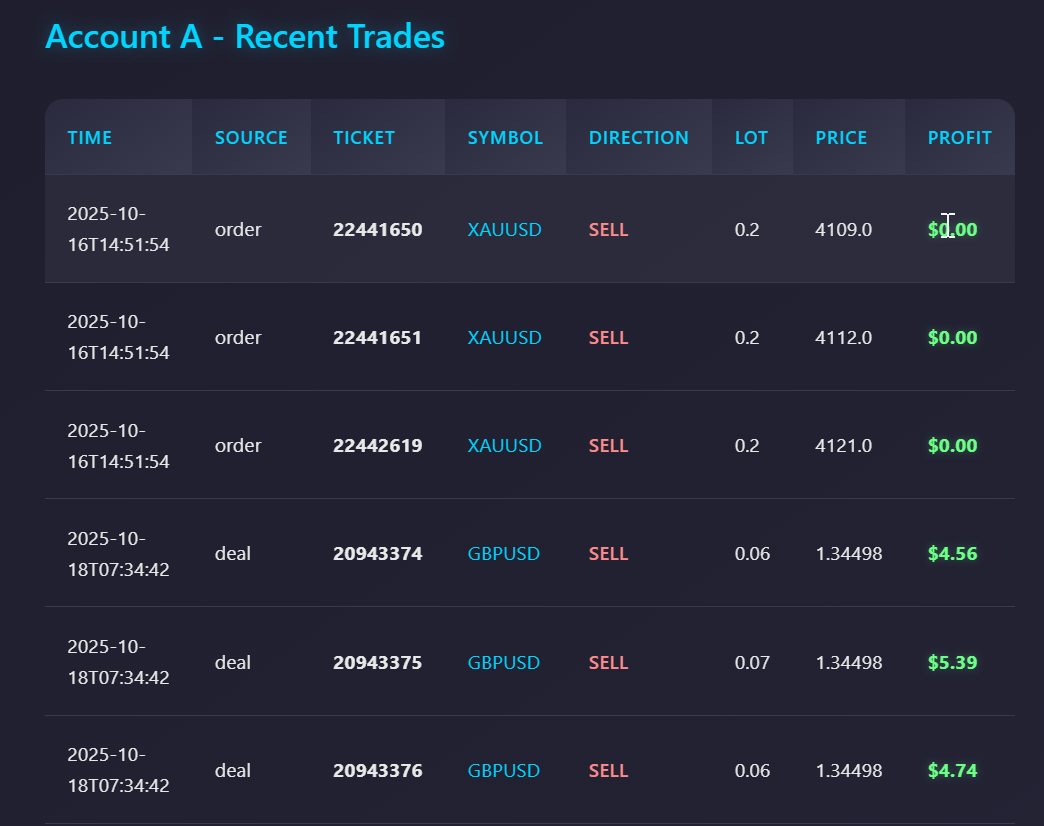 Account A - Recent Trades
TIME SOURCE TICKET SYMBOL DIRECTION LOT PRICE PROFIT
2025-10-
16T14:51:54 order 22441650 XAUUSD SELL 0.2 4109.0 $0.00
2025-10-
16T14:51:54 order 22441651 XAUUSD SELL 0.2 4112.0 $0.00
2025-10-
16T14:51:54 order 22442619 XAUUSD SELL 0.2 4121.0 $0.00
2025-10-
18T07:34:42 deal 20943374 GBPUSD SELL 0.06 1.34498 $4.56
2025-10-
18T07:34:42 deal 20943375 GBPUSD SELL 0.07 1.34498 $5.39
2025-10-
18T07:34:42 deal 20943376 GBPUSD SELL 0.06 1.34498 $4.74